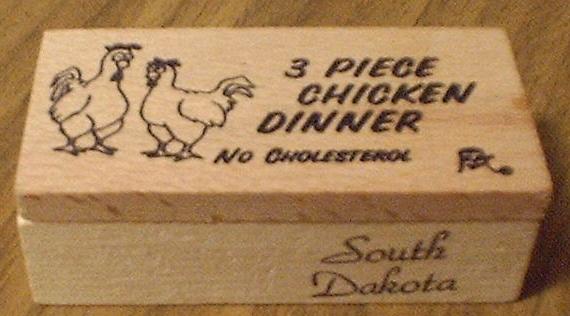 3 PIECE
CHICKEN
DINNER
NO CHOLESTEROL
South
Dakota